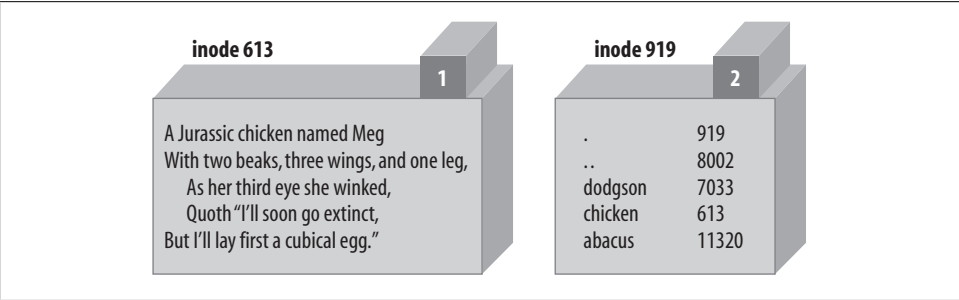 inode 613
1
A Jurassic chicken named Meg
With two beaks, three wings, and one leg,
As her third eye she winked,
Quoth “I’ll soon go extinct,
But I’ll lay first a cubical egg.”
inode 919
2
. 919
.. 8002
dodgson 7033
chicken 613
abacus 11320